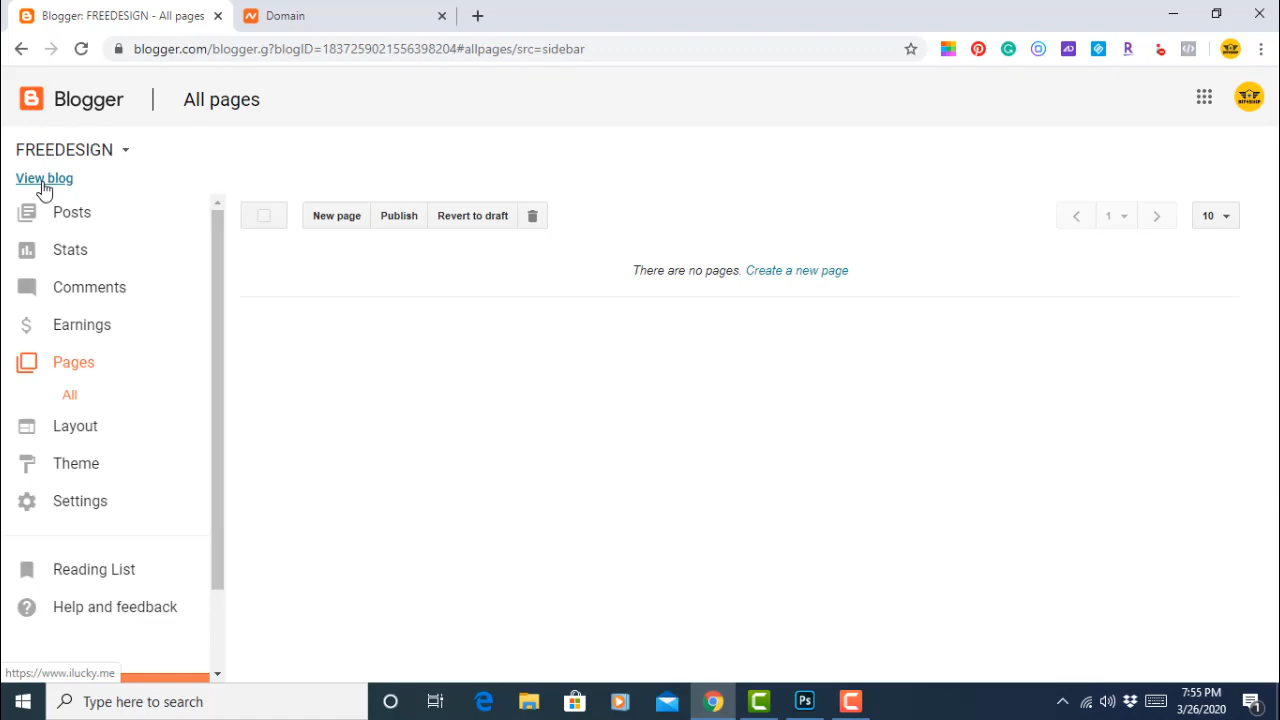 Blogger: FREEDESIGN - All pages
Domain
blogger.com/blogger.g?blogID=1837259021556398204#allpages/src=sidebar
Blogger
All pages
FREEDESIGN
View blog
Posts
Stats
Comments
Earnings
Pages
All
Layout
Theme
Settings
Reading List
Help and feedback
New page
Publish
Revert to draft
1
10
There are no pages. Create a new page
https://www.ilucky.me
Type here to search
Ps
7:55 PM
3/26/2020
1